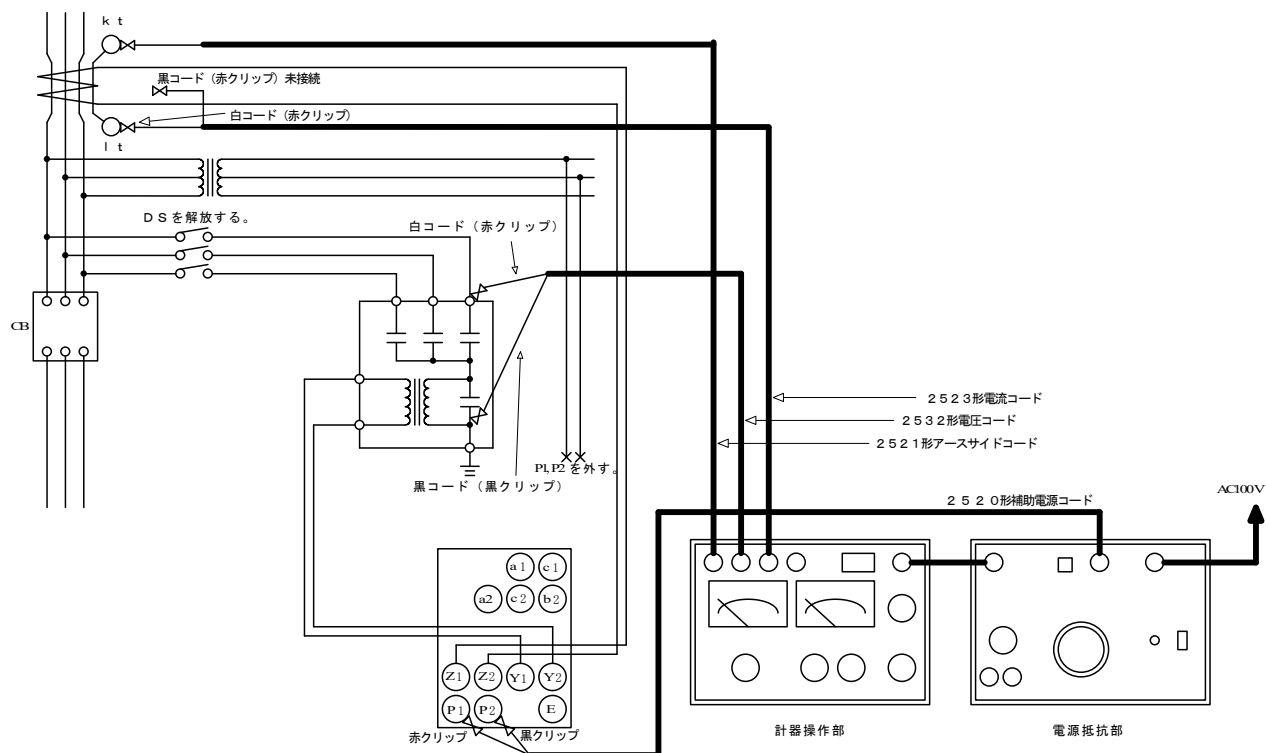 k t
黒コード（赤クリップ）未接続
白コード（赤クリップ）
l t
DSを解放する。
白コード（赤クリップ）
CB
2523形電流コード
2532形電圧コード
2521形アースサイドコード
P1,P2を外す。
黒コード（黒クリップ）
2520形補助電源コード
AC100V
a1
c1
a2
c2
b2
Z1
Z2
Y1
Y2
P1
P2
E
赤クリップ
黒クリップ
計器操作部
電源抵抗部